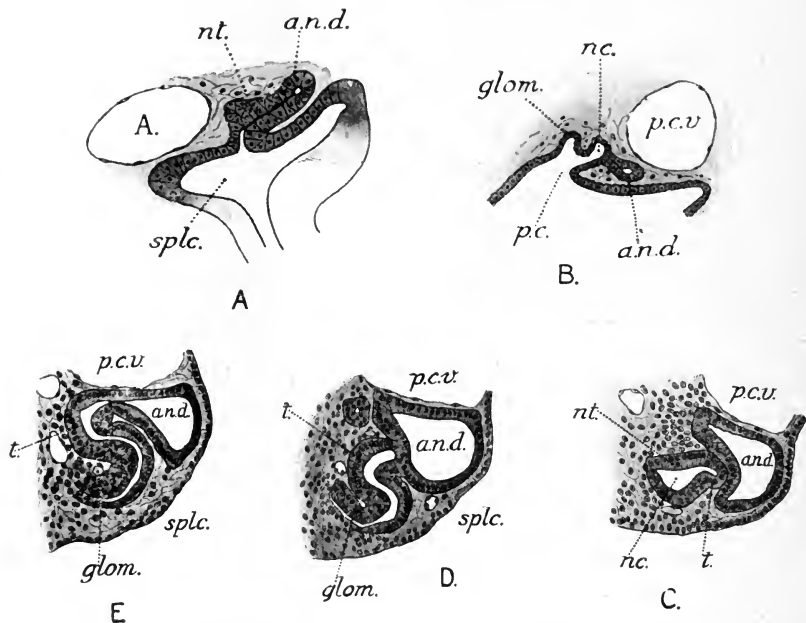 nt.
a.n.d.
A.
splc.
A
nc.
glom.
p.c.v
p.c.
a.n.d.
B.
p.c.v.
and.
t.
splc.
glom.
E
p.c.v.
t.
a.n.d.
splc.
glom.
D.
p.c.v.
nt.
and
nc.
t.
C.